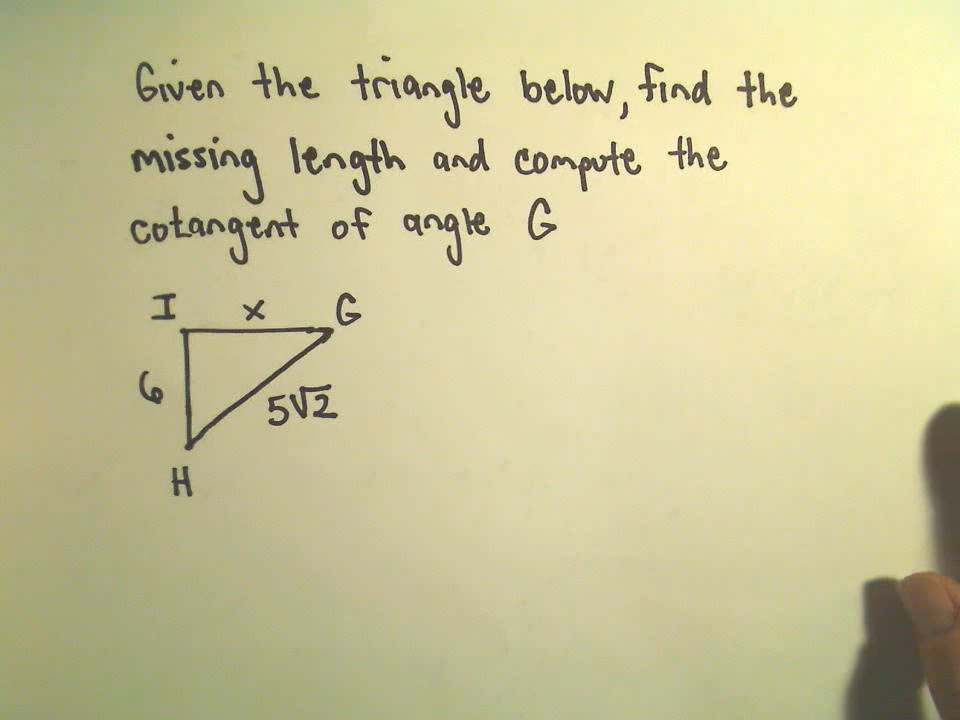 Given the triangle below, find the
missing length and compute the
cotangent of angle G
I x G
6
5√2
H